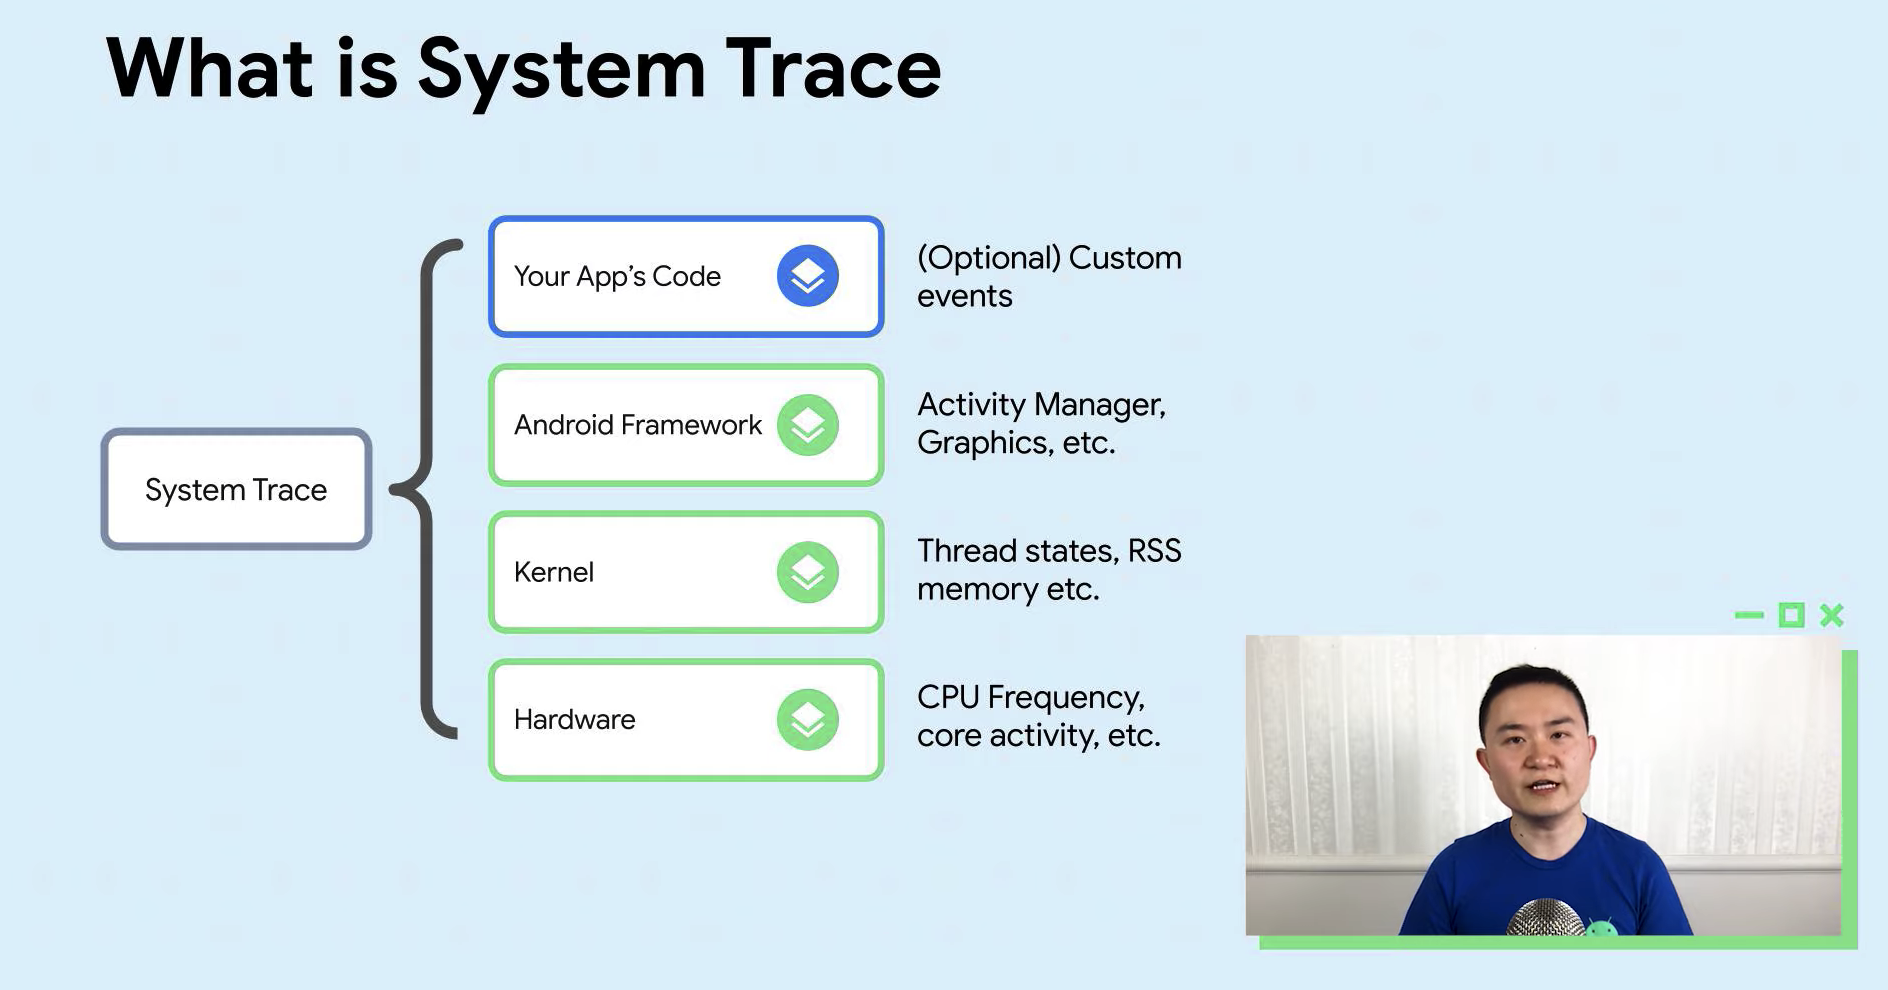 What is System Trace
System Trace
Your App's Code
(Optional) Custom
events
Android Framework
Activity Manager,
Graphics, etc.
Kernel
Thread states, RSS
memory etc.
Hardware
CPU Frequency,
core activity, etc.